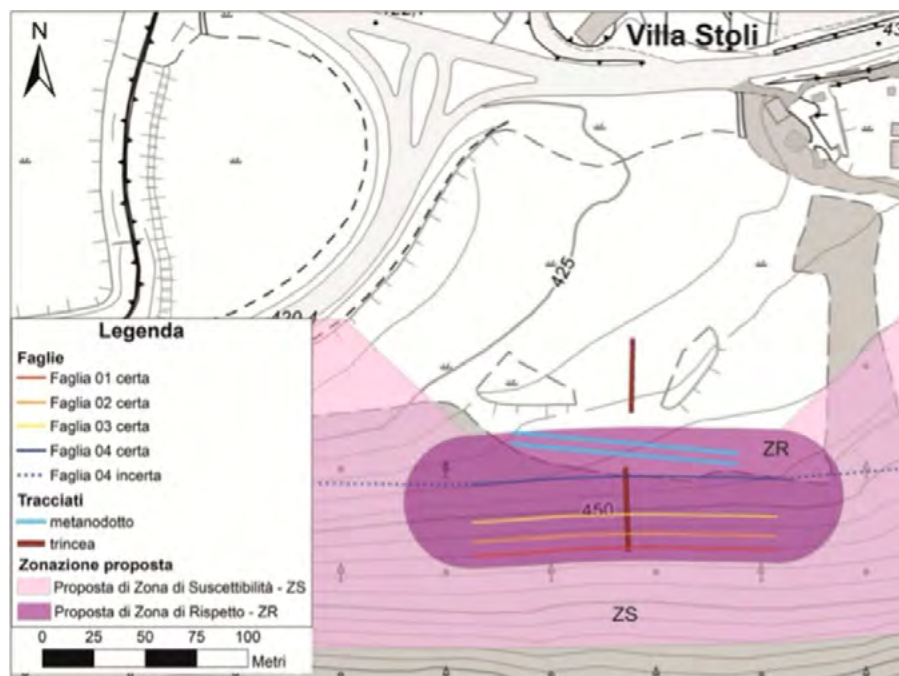 N
Villa Stoli
425
420,4
Legenda
Faglie
Faglia 01 certa
Faglia 02 certa
Faglia 03 certa
Faglia 04 certa
Faglia 04 incerta
Tracciati
metanodotto
trincea
Zonazione proposta
Proposta di Zona di Suscettibilità - ZS
Proposta di Zona di Rispetto - ZR
0 25 50 75 100
Metri
ZR
450
ZS